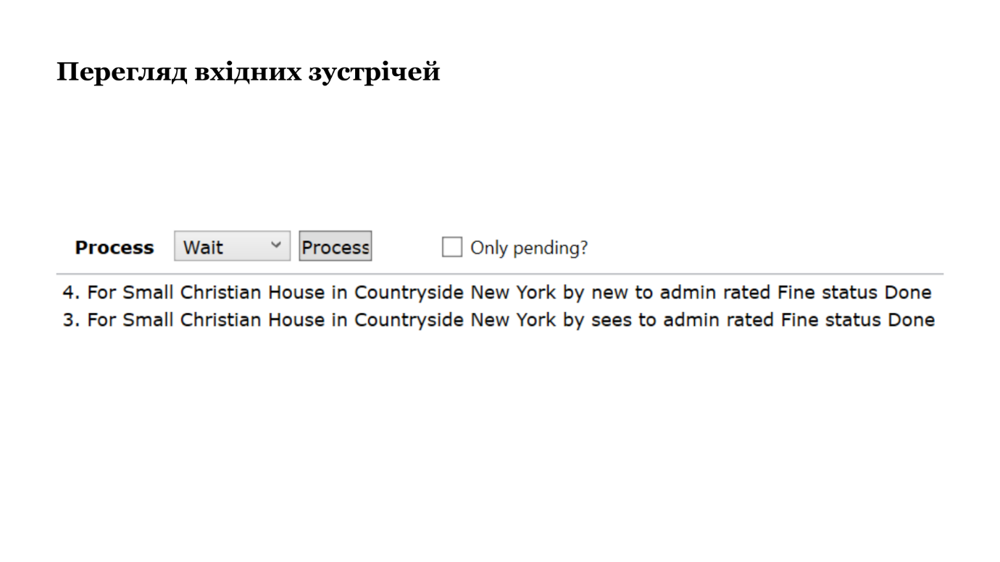 Перегляд вхідних зустрічей
Process Wait Process Only pending?
4. For Small Christian House in Countryside New York by new to admin rated Fine status Done
3. For Small Christian House in Countryside New York by sees to admin rated Fine status Done